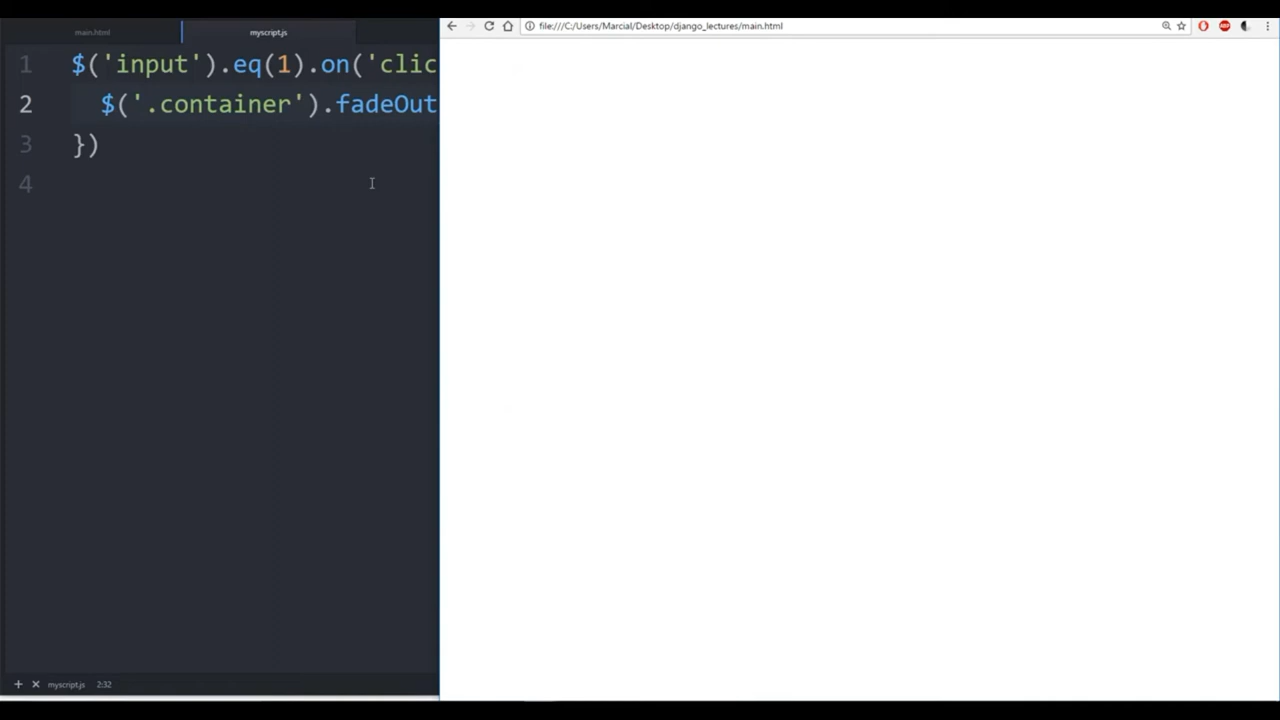 main.html
myscript.js
file:///C:/Users/Marcial/Desktop/django_lectures/main.html
1 $('input').eq(1).on('clic
2 $('.container').fadeOut
3 })
4
myscript.js 2:32